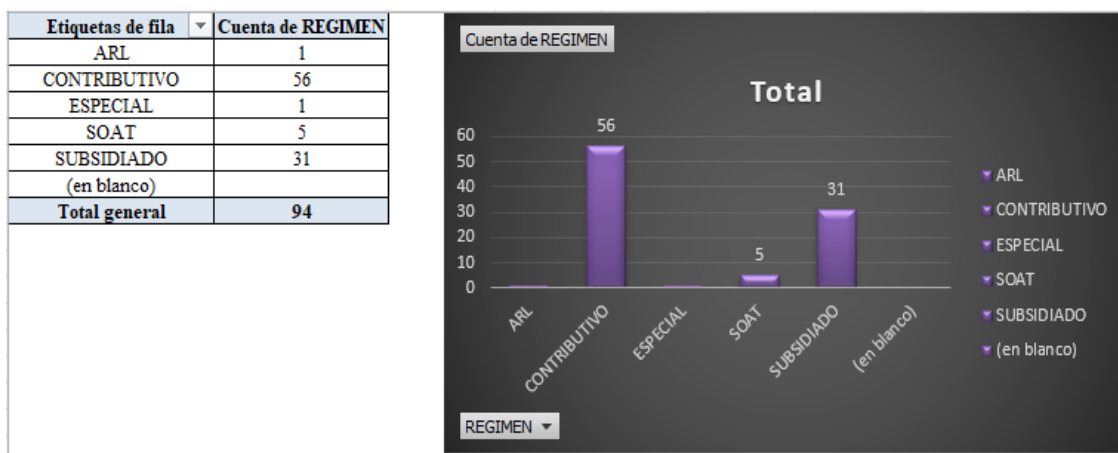 Etiquetas de fila Cuenta de REGIMEN
ARL 1
CONTRIBUTIVO 56
ESPECIAL 1
SOAT 5
SUBSIDIADO 31
(en blanco)
Total general 94
Cuenta de REGIMEN
Total
60
50
40
30
20
10
0
56
5
31
ARL
CONTRIBUTIVO
ESPECIAL
SOAT
SUBSIDIADO
(en blanco)
ARL
CONTRIBUTIVO
ESPECIAL
SOAT
SUBSIDIADO
(en blanco)
REGIMEN